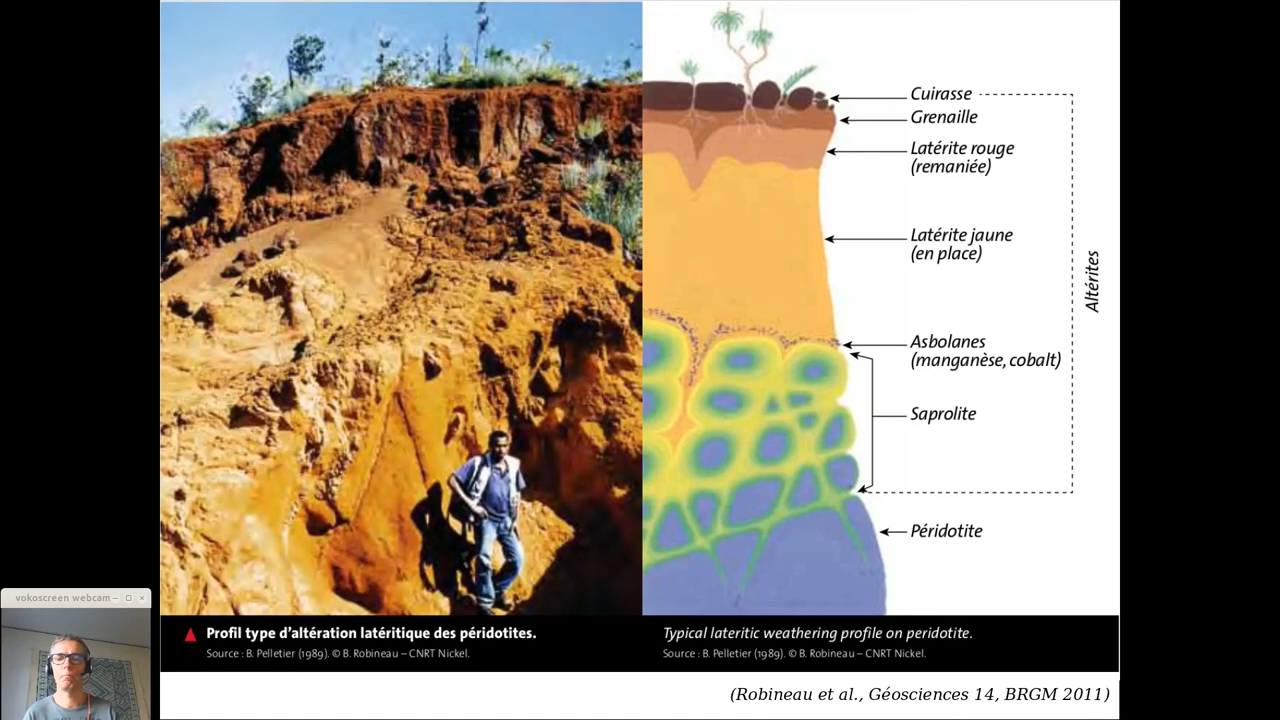 Cuirasse
Grenaille
Latérite rouge
(remaniée)
Latérite jaune
(en place)
Altérites
Asbolanes
(manganèse, cobalt)
Saprolite
Péridotite
vokoscreen webcam
Profil type d'altération latéritique des péridotites.
Source : B. Pelletier (1989). © B. Robineau – CNRT Nickel.
Typical lateritic weathering profile on peridotite.
Source : B. Pelletier (1989). © B. Robineau – CNRT Nickel.
(Robineau et al., Géosciences 14, BRGM 2011)